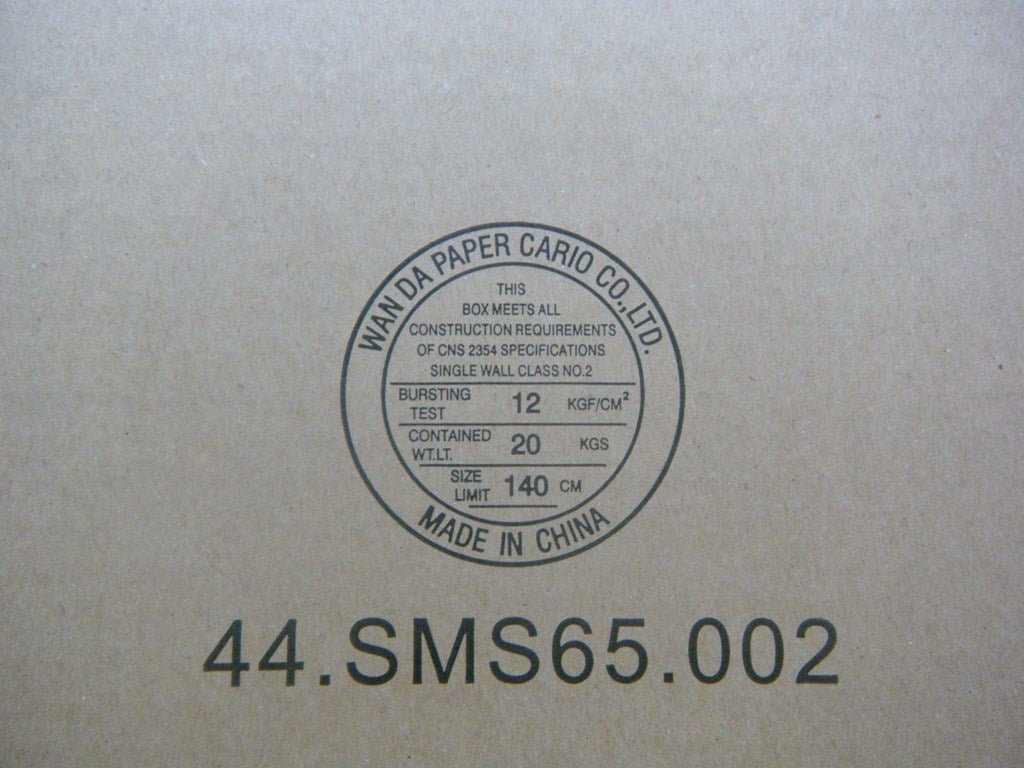 WAN DA PAPER CARIO CO.,LTD.
THIS
BOX MEETS ALL
CONSTRUCTION REQUIREMENTS
OF CNS 2354 SPECIFICATIONS
SINGLE WALL CLASS NO.2
BURSTING TEST 12 KGF/CM²
CONTAINED WT.LT. 20 KGS
SIZE LIMIT 140 CM
MADE IN CHINA
44.SMS65.002